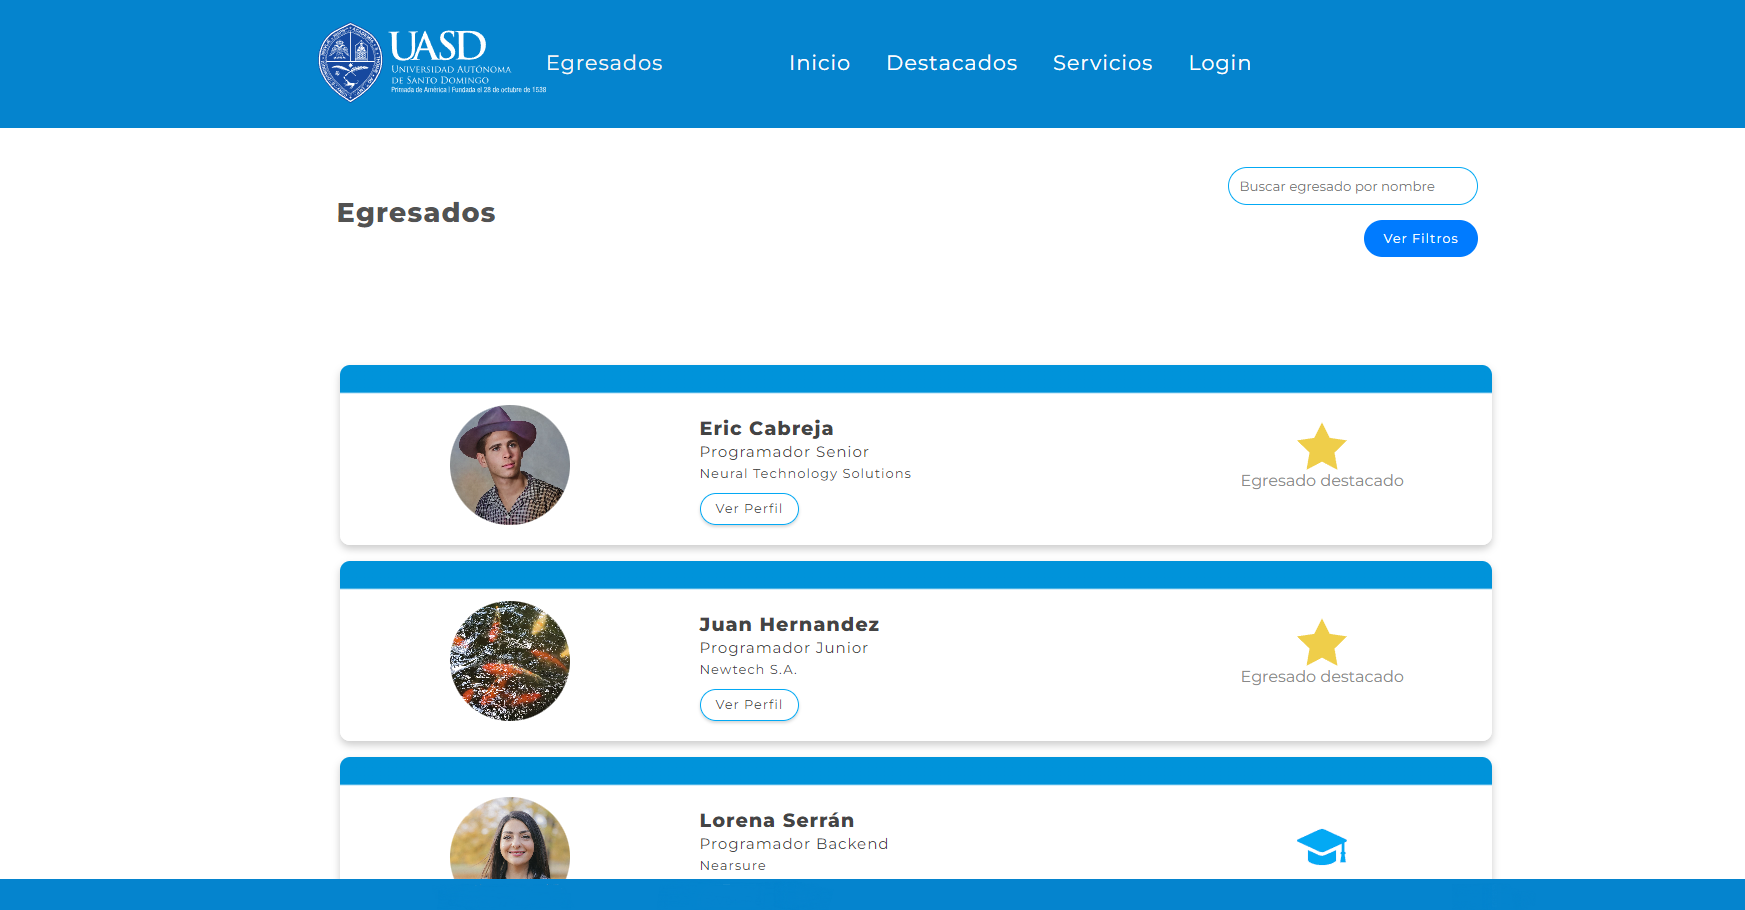 UASD
UNIVERSIDAD AUTÓNOMA
DE SANTO DOMINGO
Primada de América | Fundada el 28 de octubre de 1538
Egresados
Inicio
Destacados
Servicios
Login
Egresados
Buscar egresado por nombre
Ver Filtros
Eric Cabreja
Programador Senior
Neural Technology Solutions
Ver Perfil
Egresado destacado
Juan Hernandez
Programador Junior
Newtech S.A.
Ver Perfil
Egresado destacado
Lorena Serrán
Programador Backend
Nearsure